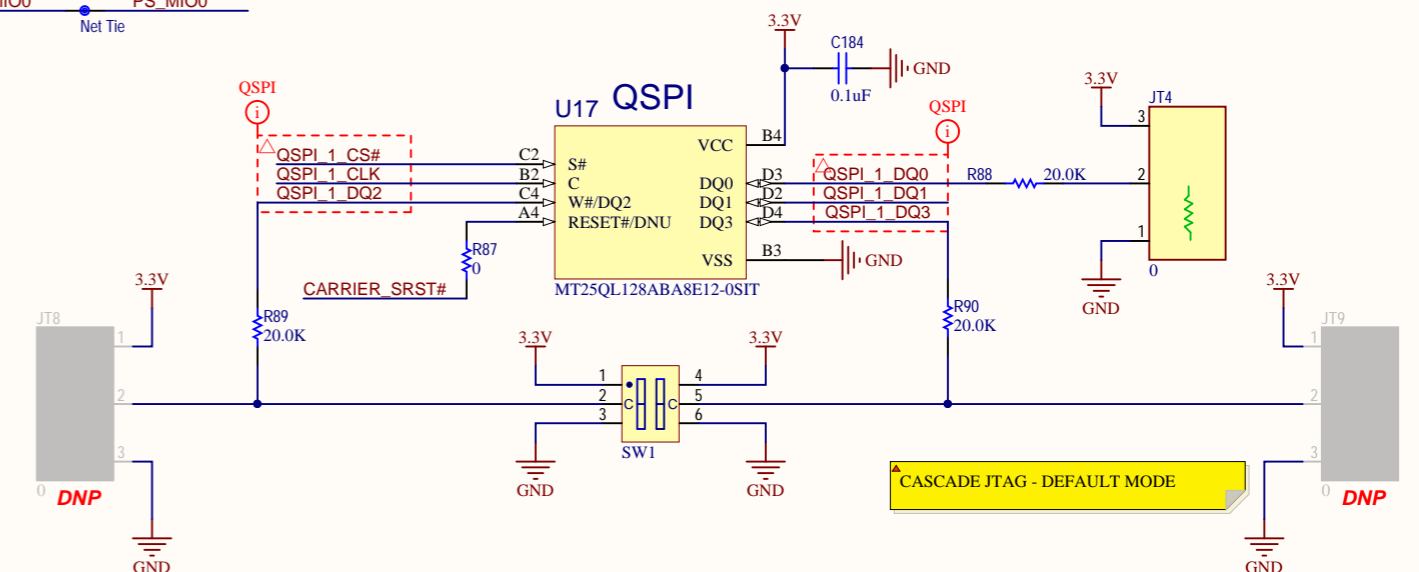 MIO0
PS_MIO0
Net Tie
3.3V
C184
GND
0.1uF
QSPI
i
U17 QSPI
QSPI
i
3.3V
JT4
VCC
B4
3
QSPI_1_CS#
C2
S#
QSPI_1_CLK
B2
C
DQ0
D3
QSPI_1_DQ0
R88
20.0K
2
QSPI_1_DQ2
C4
W#/DQ2
DQ1
D2
QSPI_1_DQ1
A4
RESET#/DNU
DQ3
D4
QSPI_1_DQ3
1
R87
0
VSS
B3
GND
0
CARRIER_SRST#
MT25QL128ABA8E12-0SIT
GND
3.3V
3.3V
JT8
R89
20.0K
R90
20.0K
JT9
1
3.3V
3.3V
1
1
4
2
2
C
C
5
2
3
6
SW1
3
3
GND
GND
CASCADE JTAG - DEFAULT MODE
0
DNP
0
DNP
GND
GND